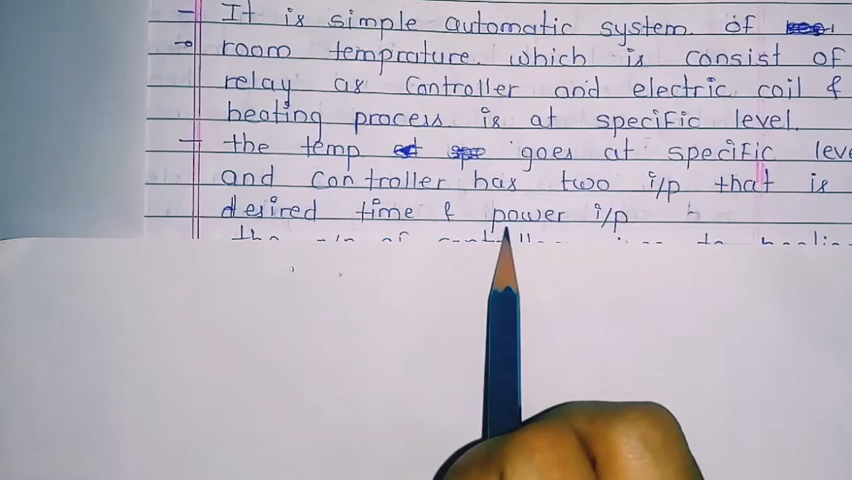 - It is simple automatic system of
room temprature. which is consist of
relay as controller and electric coil &
heating process is at specific level.
- the temp goes at specific leve
and controller has two i/p that is
desired time & power i/p